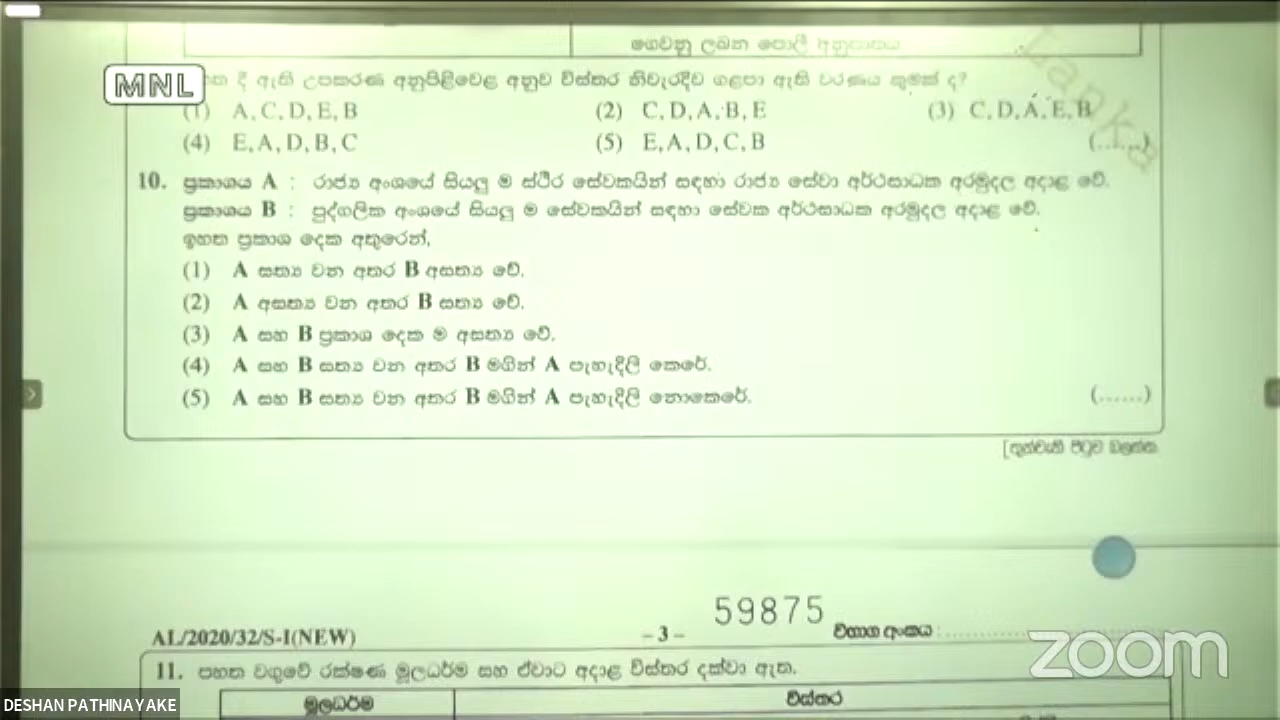 ගෙවනු ලබන පොලී අනුපාතය
MNL
දී ඇති උපකරණ අනුපිළිවෙළ අනුව විස්තර නිවැරදිව ගළපා ඇති වරණය කුමක් ද?
(1) A, C, D, E, B (2) C, D, A, B, E (3) C, D, A, E, B
(4) E, A, D, B, C (5) E, A, D, C, B (......)
10. ප්‍රකාශය A : රාජ්‍ය අංශයේ සියලු ම ස්ථිර සේවකයින් සඳහා රාජ්‍ය සේවා අර්ථසාධක අරමුදල අදාළ වේ.
ප්‍රකාශය B : පුද්ගලික අංශයේ සියලු ම සේවකයින් සඳහා සේවක අර්ථසාධක අරමුදල අදාළ වේ.
ඉහත ප්‍රකාශ දෙක අතුරෙන්,
(1) A සත්‍ය වන අතර B අසත්‍ය වේ.
(2) A අසත්‍ය වන අතර B සත්‍ය වේ.
(3) A සහ B ප්‍රකාශ දෙක ම අසත්‍ය වේ.
(4) A සහ B සත්‍ය වන අතර B මගින් A පැහැදිලි කෙරේ.
(5) A සහ B සත්‍ය වන අතර B මගින් A පැහැදිලි නොකෙරේ. (......)
[තුන්වැනි පිටුව බලන්න
59875
AL/2020/32/S-I(NEW) – 3 – විභාග අංකය :
zoom
11. පහත වගුවේ රක්ෂණ මූලධර්ම සහ ඒවාට අදාළ විස්තර දක්වා ඇත.
මූලධර්ම විස්තර
DESHAN PATHINAYAKE